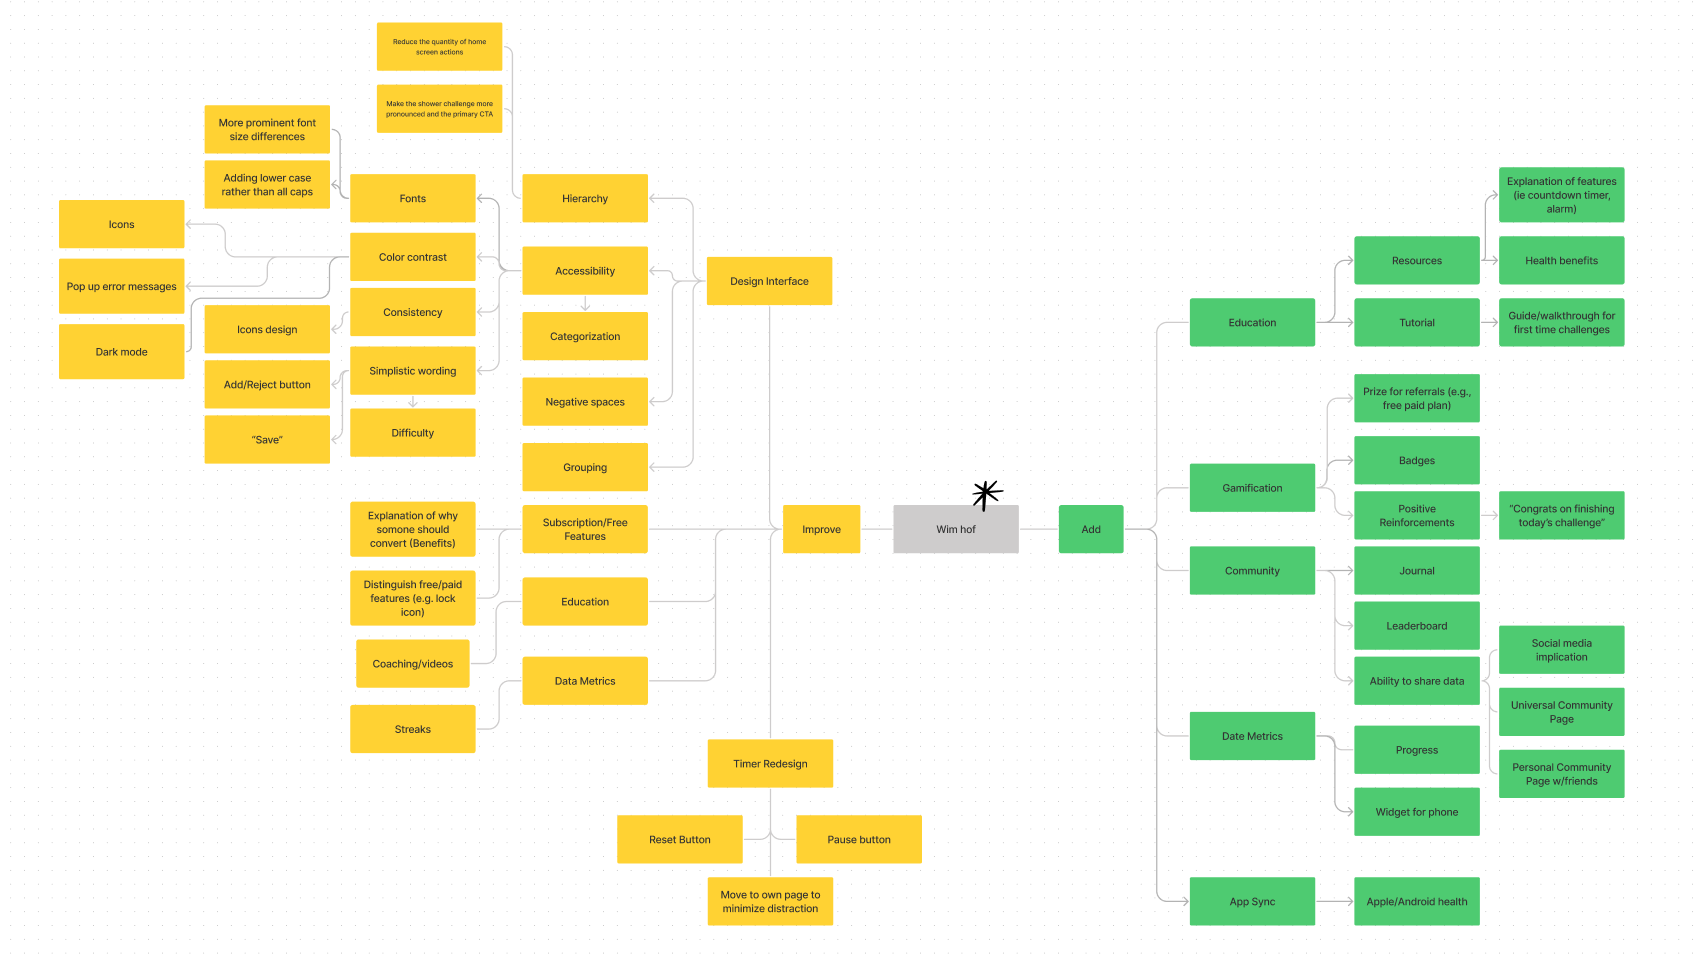 Reduce the quantity of home
screen actions
Make the shower challenge more
pronounced and the primary CTA
More prominent font
size differences
Adding lower case
rather than all caps
Fonts
Hierarchy
Icons
Color contrast
Accessibility
Design Interface
Pop up error messages
Consistency
Categorization
Icons design
Dark mode
Simplistic wording
Add/Reject button
Negative spaces
"Save"
Difficulty
Grouping
Explanation of why
somone should
convert (Benefits)
Subscription/Free
Features
Improve
Wim hof
Add
Distinguish free/paid
features (e.g. lock
icon)
Education
Coaching/videos
Data Metrics
Streaks
Timer Redesign
Reset Button
Pause button
Move to own page to
minimize distraction
Explanation of features
(ie countdown timer,
alarm)
Resources
Health benefits
Education
Tutorial
Guide/walkthrough for
first time challenges
Prize for referrals (e.g.,
free paid plan)
Badges
Gamification
Positive
Reinforcements
"Congrats on finishing
today's challenge"
Community
Journal
Leaderboard
Social media
implication
Ability to share data
Universal Community
Page
Date Metrics
Progress
Personal Community
Page w/friends
Widget for phone
App Sync
Apple/Android health